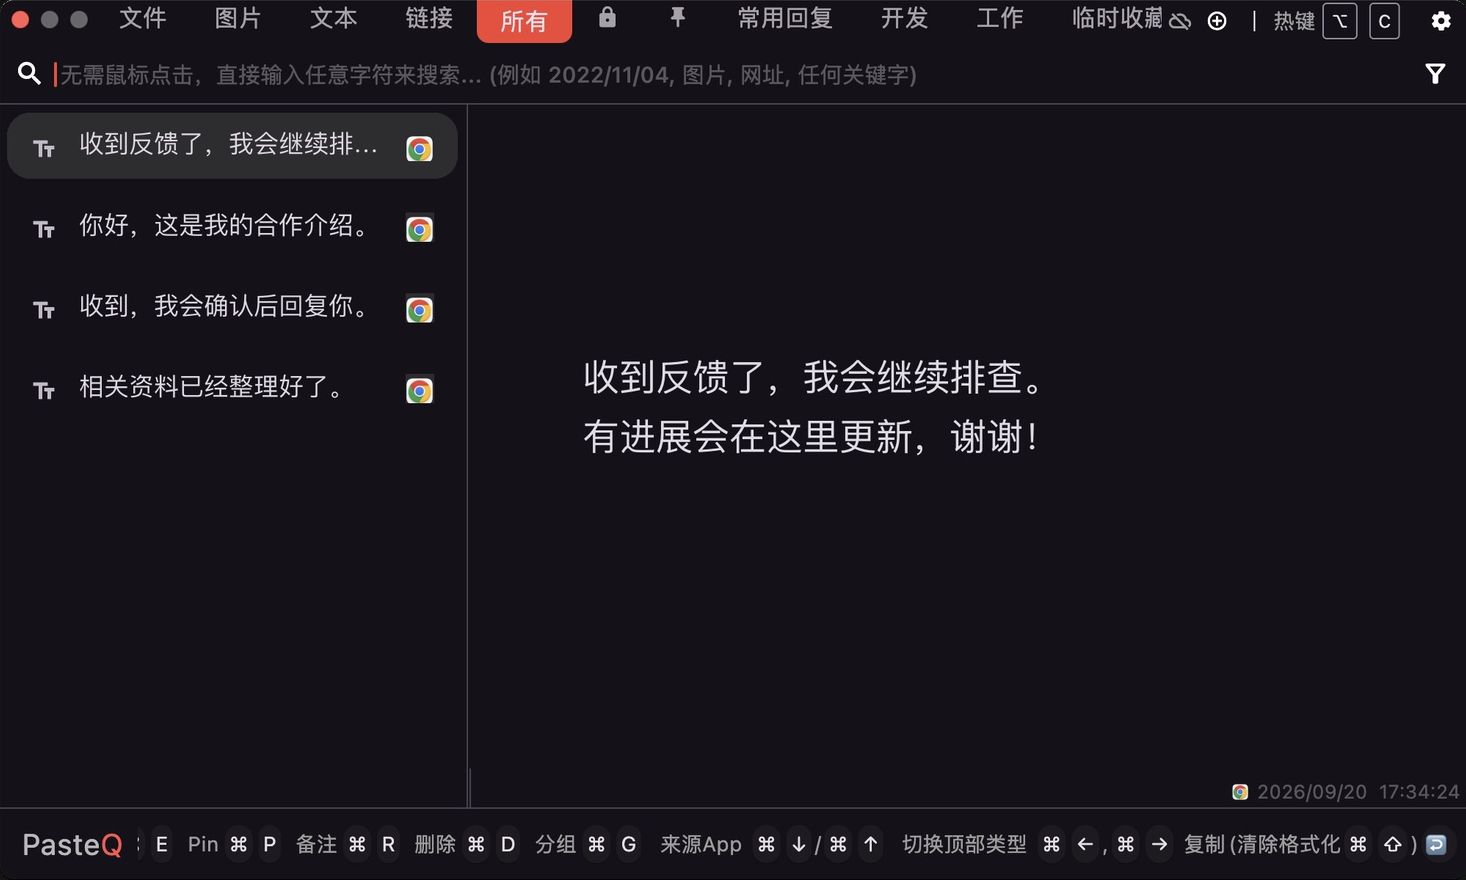 文件 图片 文本 链接 所有 常用回复 开发 工作 临时收藏 | 热键 ⌥ C
无需鼠标点击，直接输入任意字符来搜索... (例如 2022/11/04, 图片, 网址, 任何关键字)
收到反馈了，我会继续排...
你好，这是我的合作介绍。
收到，我会确认后回复你。
相关资料已经整理好了。
收到反馈了，我会继续排查。
有进展会在这里更新，谢谢！
2026/09/20 17:34:24
PasteQ E Pin ⌘ P 备注 ⌘ R 删除 ⌘ D 分组 ⌘ G 来源App ⌘ ↓ / ⌘ ↑ 切换顶部类型 ⌘ ← , ⌘ → 复制 (清除格式化 ⌘ ⇧ )